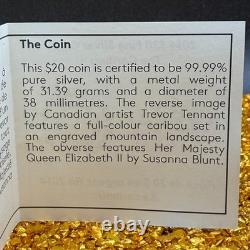 The Coin
This $20 coin is certified to be 99.99%
pure silver, with a metal weight
of 31.39 grams and a diameter of
38 millimetres. The reverse image
by Canadian artist Trevor Tennant
features a full-colour caribou set in
an engraved mountain landscape.
The obverse features Her Majesty
Queen Elizabeth II by Susanna Blunt.